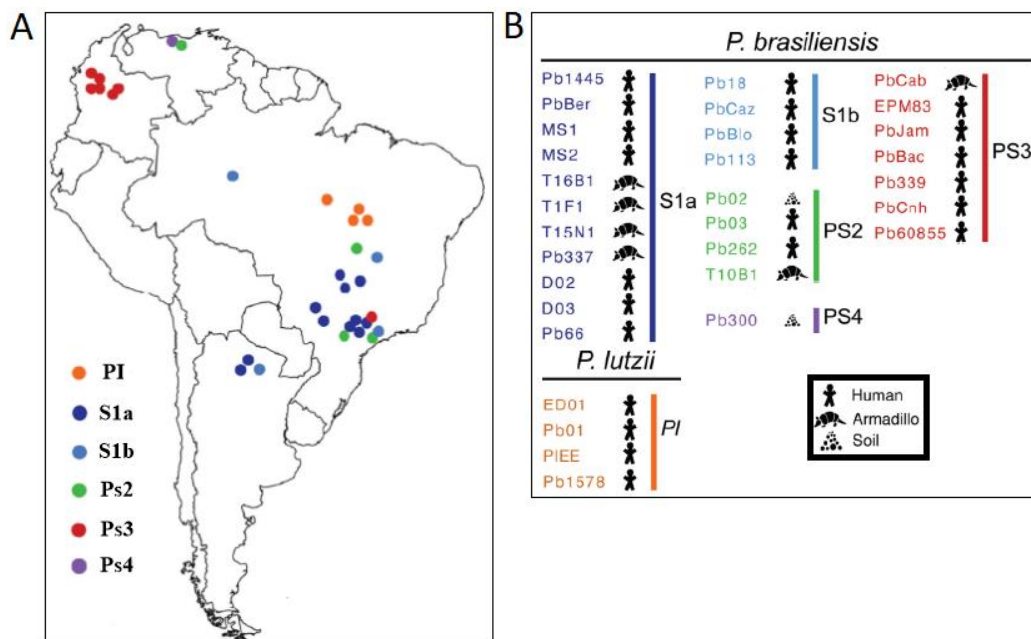 A
PI
S1a
S1b
Ps2
Ps3
Ps4
B
P. brasiliensis
Pb1445
PbBer
MS1
MS2
T16B1
T1F1
T15N1
Pb337
D02
D03
Pb66
S1a
Pb18
PbCaz
PbBlo
Pb113
S1b
Pb02
Pb03
Pb262
T10B1
PS2
Pb300
PS4
PbCab
EPM83
PbJam
PbBac
Pb339
PbCnh
Pb60855
PS3
P. lutzii
ED01
Pb01
PlEE
Pb1578
Pl
Human
Armadillo
Soil